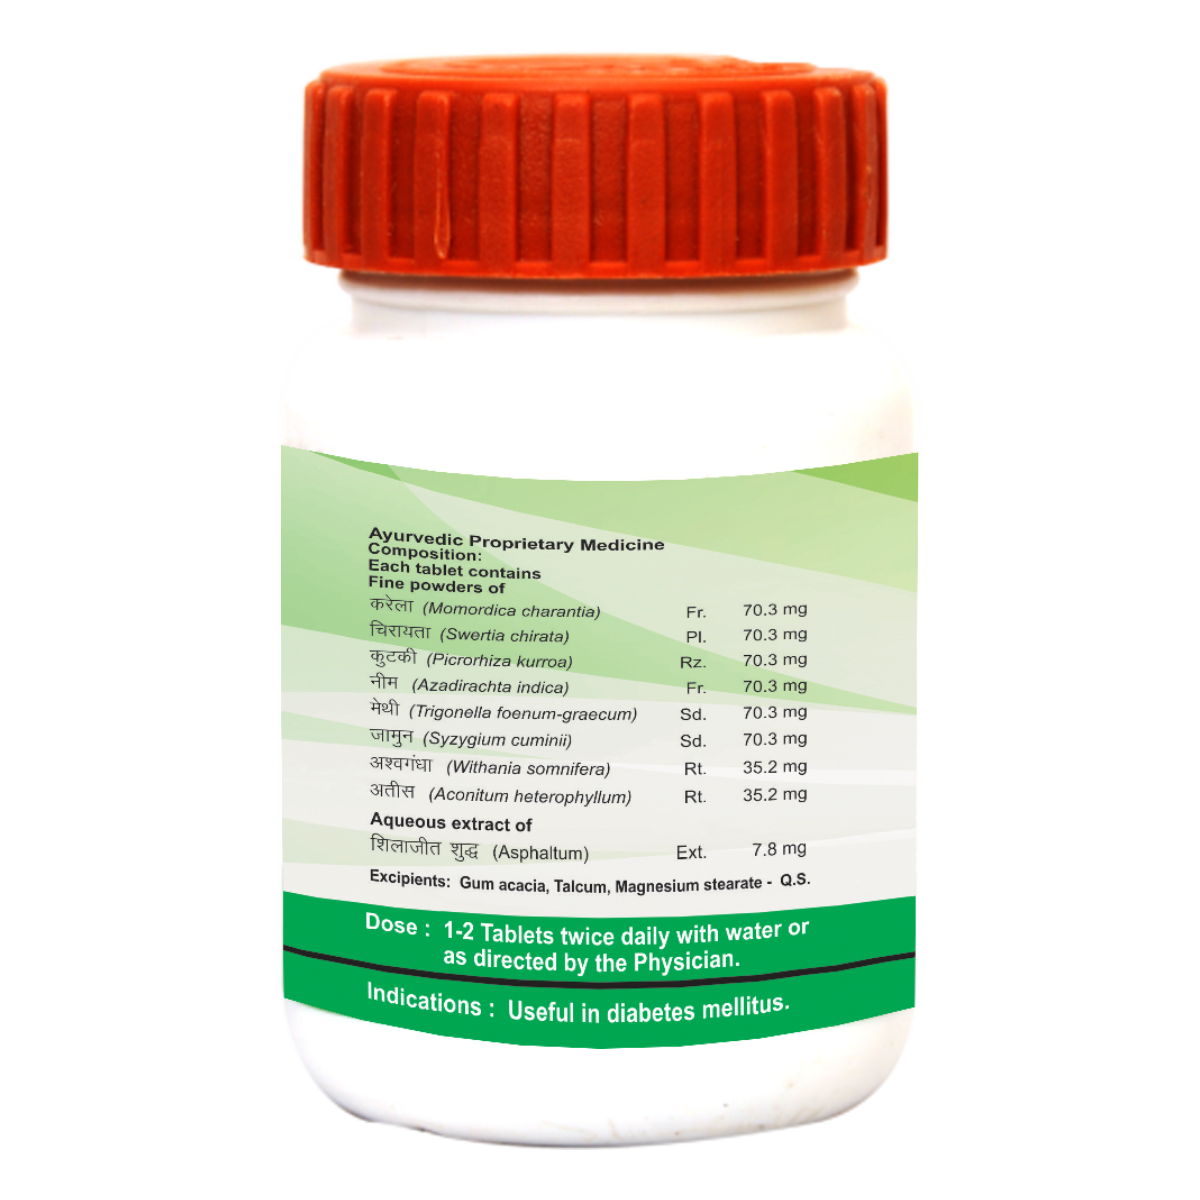 Ayurvedic Proprietary Medicine
Composition:
Each tablet contains
Fine powders of
करेला (Momordica charantia) Fr. 70.3 mg
चिरायता (Swertia chirata) Pl. 70.3 mg
कुटकी (Picrorhiza kurroa) Rz. 70.3 mg
नीम (Azadirachta indica) Fr. 70.3 mg
मेथी (Trigonella foenum-graecum) Sd. 70.3 mg
जामुन (Syzygium cuminii) Sd. 70.3 mg
अश्वगंधा (Withania somnifera) Rt. 35.2 mg
अतीस (Aconitum heterophyllum) Rt. 35.2 mg
Aqueous extract of
शिलाजीत शुद्ध (Asphaltum) Ext. 7.8 mg
Excipients: Gum acacia, Talcum, Magnesium stearate - Q.S.
Dose : 1-2 Tablets twice daily with water or
as directed by the Physician.
Indications : Useful in diabetes mellitus.